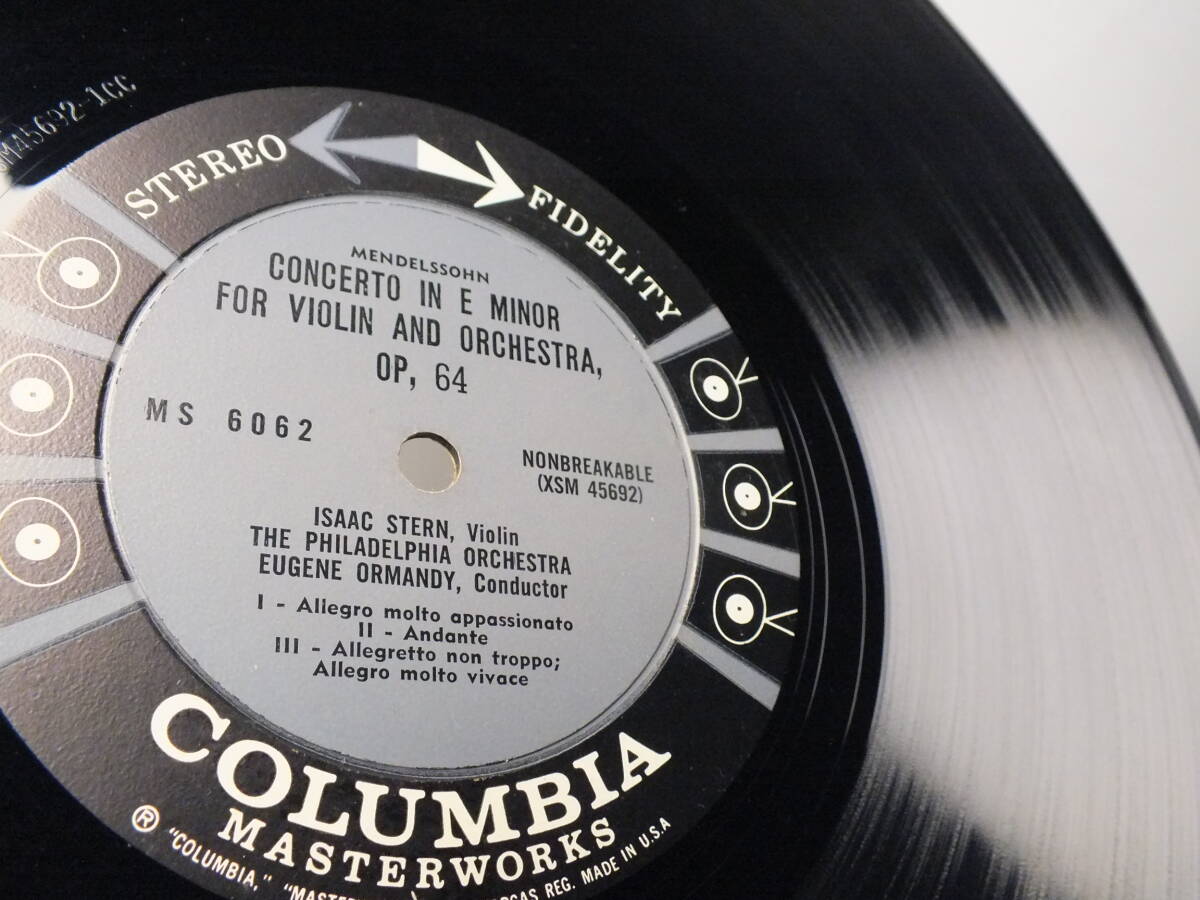 M45692-1CC
STEREO FIDELITY
MENDELSSOHN
CONCERTO IN E MINOR
FOR VIOLIN AND ORCHESTRA,
OP, 64
MS 6062
NONBREAKABLE
(XSM 45692)
ISAAC STERN, Violin
THE PHILADELPHIA ORCHESTRA
EUGENE ORMANDY, Conductor
I - Allegro molto appassionato
II - Andante
III - Allegretto non troppo;
Allegro molto vivace
COLUMBIA
MASTERWORKS
® "COLUMBIA," REG. MADE IN U.S.A